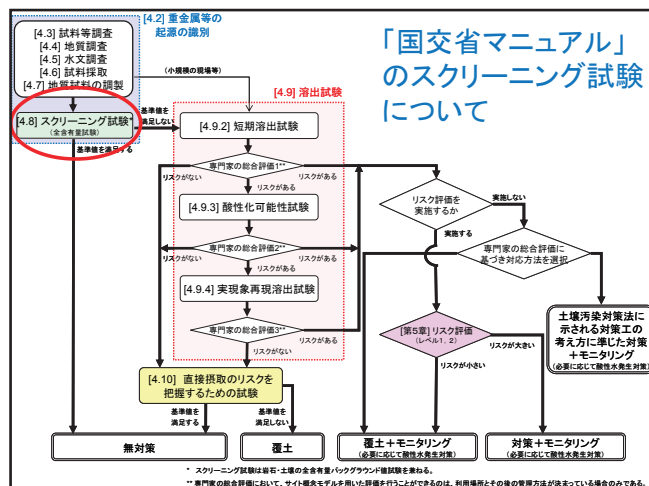 [4.2] 重金属等の
起源の識別
[4.3] 試料等調査
[4.4] 地質調査
[4.5] 水文調査
[4.6] 試料採取
[4.7] 地質試料の調製
「国交省マニュアル」
のスクリーニング試験
について
(小規模の現場等)
[4.9] 溶出試験
[4.8] スクリーニング試験*
(全含有量試験)
基準値を
満足しない
基準値を満足する
[4.9.2] 短期溶出試験
専門家の総合評価1**
リスクがない
リスクがある
リスクがある
[4.9.3] 酸性化可能性試験
専門家の総合評価2**
リスクがない
リスクがある
リスクがある
[4.9.4] 実現象再現溶出試験
専門家の総合評価3**
リスクがある
リスクがない
リスク評価を
実施するか
実施しない
実施する
専門家の総合評価に
基づき対応方法を選択
[第5章] リスク評価
(レベル1, 2)
リスクが大きい
リスクが小さい
土壌汚染対策法に
示される対策工の
考え方に準じた対策
+モニタリング
(必要に応じて酸性水発生対策)
[4.10] 直接摂取のリスクを
把握するための試験
基準値を
満足する
基準値を
満足しない
無対策
覆土
覆土+モニタリング
(必要に応じて酸性水発生対策)
対策+モニタリング
(必要に応じて酸性水発生対策)
* スクリーニング試験は岩石・土壌の全含有量バックグラウンド値試験を兼ねる。
** 専門家の総合評価において、サイト概念モデルを用いた評価を行うことができるのは、利用場所とその後の管理方法が決まっている場合のみである。